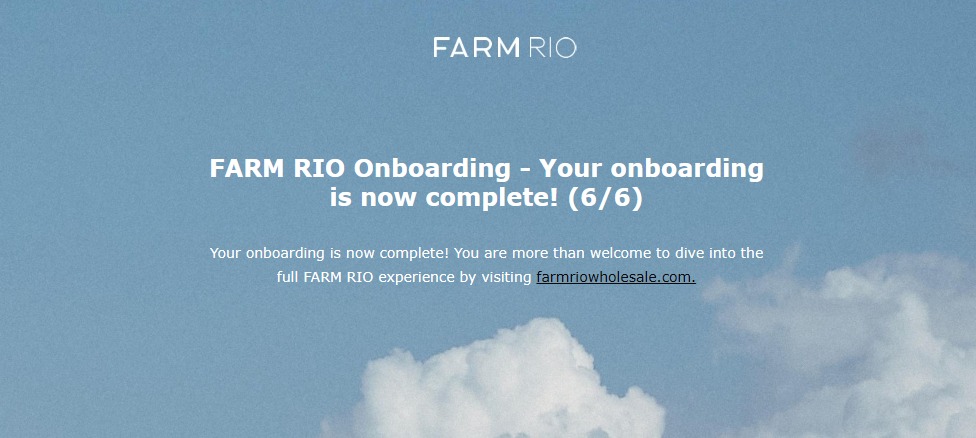 FARM RIO
FARM RIO Onboarding - Your onboarding
is now complete! (6/6)
Your onboarding is now complete! You are more than welcome to dive into the
full FARM RIO experience by visiting farmriowholesale.com.